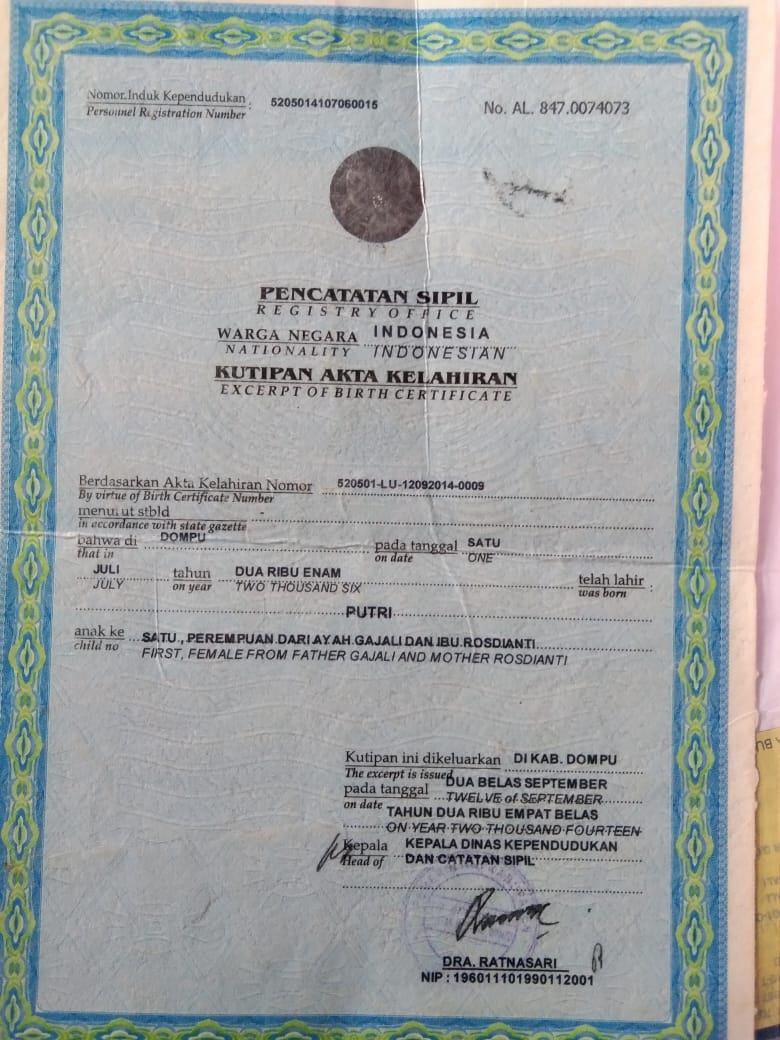 Nomor Induk Kependudukan : 5205014107060015
Personnel Registration Number
No. AL. 847.0074073
PENCATATAN SIPIL
REGISTRY OFFICE
WARGA NEGARA INDONESIA
NATIONALITY INDONESIAN
KUTIPAN AKTA KELAHIRAN
EXCERPT OF BIRTH CERTIFICATE
Berdasarkan Akta Kelahiran Nomor 520501-LU-12092014-0009
By virtue of Birth Certificate Number
menurut stbld -
in accordance with state gazette
bahwa di DOMPU pada tanggal SATU
that in on date ONE
JULI tahun DUA RIBU ENAM telah lahir :
JULY on year TWO THOUSAND SIX was born
PUTRI
anak ke SATU, PEREMPUAN DARI AYAH GAJALI DAN IBU ROSDIANTI
child no FIRST, FEMALE FROM FATHER GAJALI AND MOTHER ROSDIANTI
Kutipan ini dikeluarkan DI KAB. DOMPU
The excerpt is issued
pada tanggal DUA BELAS SEPTEMBER
on date TWELVE of SEPTEMBER
TAHUN DUA RIBU EMPAT BELAS
ON YEAR TWO THOUSAND FOURTEEN
Kepala KEPALA DINAS KEPENDUDUKAN
Head of DAN CATATAN SIPIL
DRA. RATNASARI
NIP : 196011101990112001